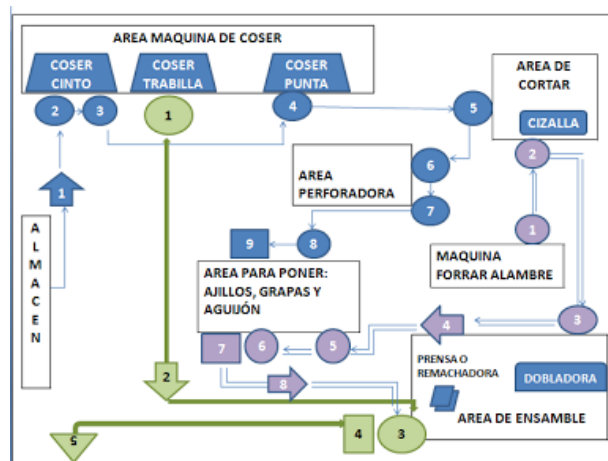 AREA MAQUINA DE COSER
COSER
CINTO
COSER
TRABILLA
COSER
PUNTA
2
3
1
4
5
AREA DE
CORTAR
CIZALLA
2
1
ALMACEN
AREA
PERFORADORA
6
7
8
9
1
MAQUINA
FORRAR ALAMBRE
AREA PARA PONER:
AJILLOS, GRAPAS Y
AGUIJÓN
7
6
5
4
3
8
2
PRENSA O
REMACHADORA
DOBLADORA
AREA DE ENSAMBLE
3
4
5